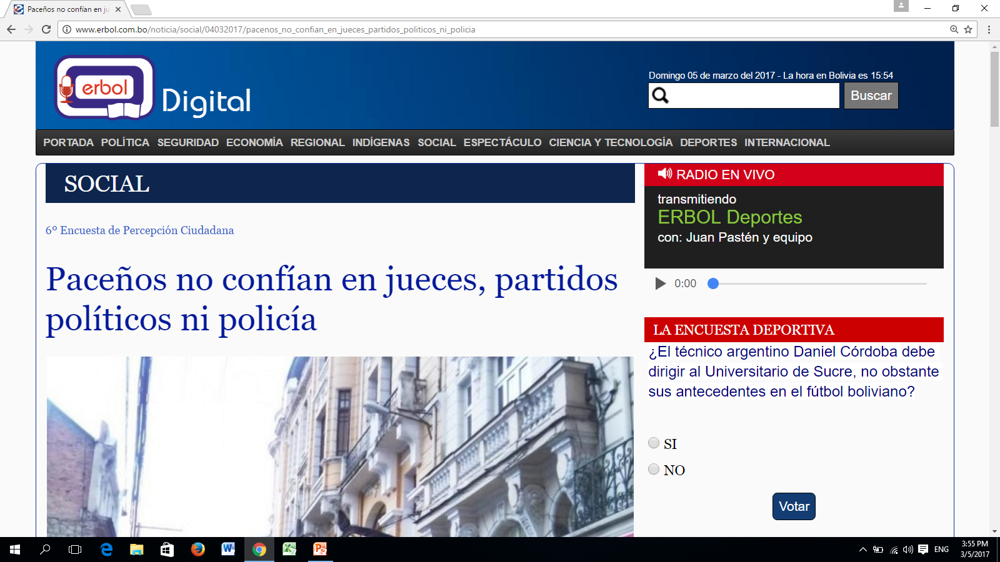 Paceños no confían en ju
www.erbol.com.bo/noticia/social/04032017/pacenos_no_confian_en_jueces_partidos_politicos_ni_policia
erbol
Digital
Domingo 05 de marzo del 2017 - La hora en Bolivia es 15:54
Buscar
PORTADA POLÍTICA SEGURIDAD ECONOMÍA REGIONAL INDÍGENAS SOCIAL ESPECTÁCULO CIENCIA Y TECNOLOGÍA DEPORTES INTERNACIONAL
SOCIAL
6º Encuesta de Percepción Ciudadana
Paceños no confían en jueces, partidos
políticos ni policía
RADIO EN VIVO
transmitiendo
ERBOL Deportes
con: Juan Pastén y equipo
0:00
LA ENCUESTA DEPORTIVA
¿El técnico argentino Daniel Córdoba debe
dirigir al Universitario de Sucre, no obstante
sus antecedentes en el fútbol boliviano?
SI
NO
Votar
ENG
3:55 PM
3/5/2017